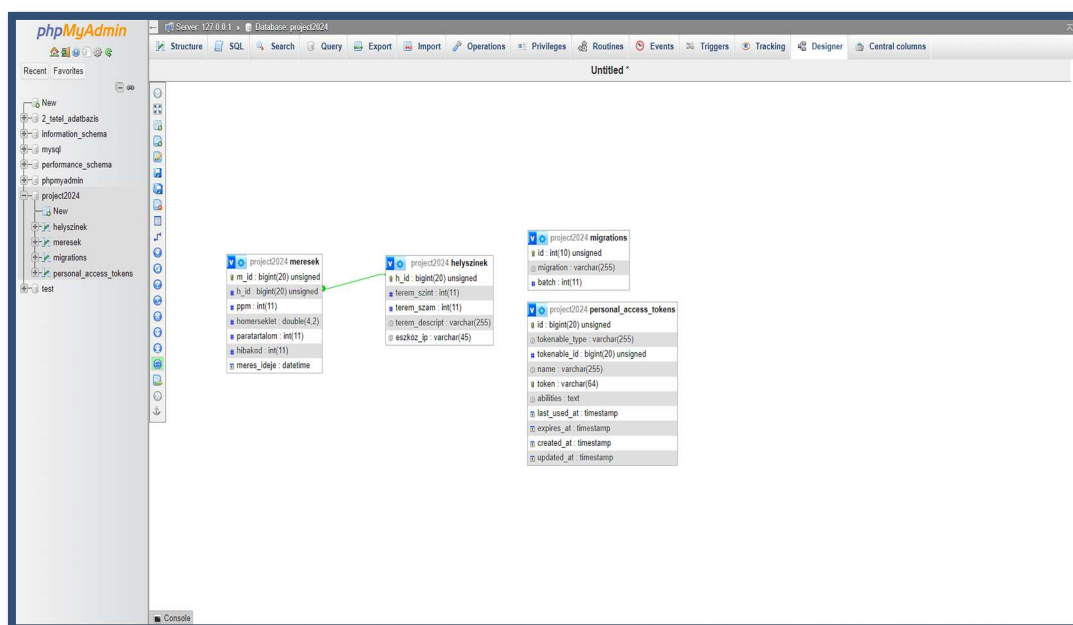 phpMyAdmin
Recent Favorites
New
2_tetel_adatbazis
information_schema
mysql
performance_schema
phpmyadmin
project2024
New
helyszinek
meresek
migrations
personal_access_tokens
test
Server: 127.0.0.1 » Database: project2024
Structure SQL Search Query Export Import Operations Privileges Routines Events Triggers Tracking Designer Central columns
Untitled *
project2024 meresek
m_id : bigint(20) unsigned
h_id : bigint(20) unsigned
ppm : int(11)
homerseklet : double(4,2)
paratartalom : int(11)
hibakod : int(11)
meres_ideje : datetime
project2024 helyszinek
h_id : bigint(20) unsigned
terem_szint : int(11)
terem_szam : int(11)
terem_descript : varchar(255)
eszköz_ip : varchar(45)
project2024 migrations
id : int(10) unsigned
migration : varchar(255)
batch : int(11)
project2024 personal_access_tokens
id : bigint(20) unsigned
tokenable_type : varchar(255)
tokenable_id : bigint(20) unsigned
name : varchar(255)
token : varchar(64)
abilities : text
last_used_at : timestamp
expires_at : timestamp
created_at : timestamp
updated_at : timestamp
Console